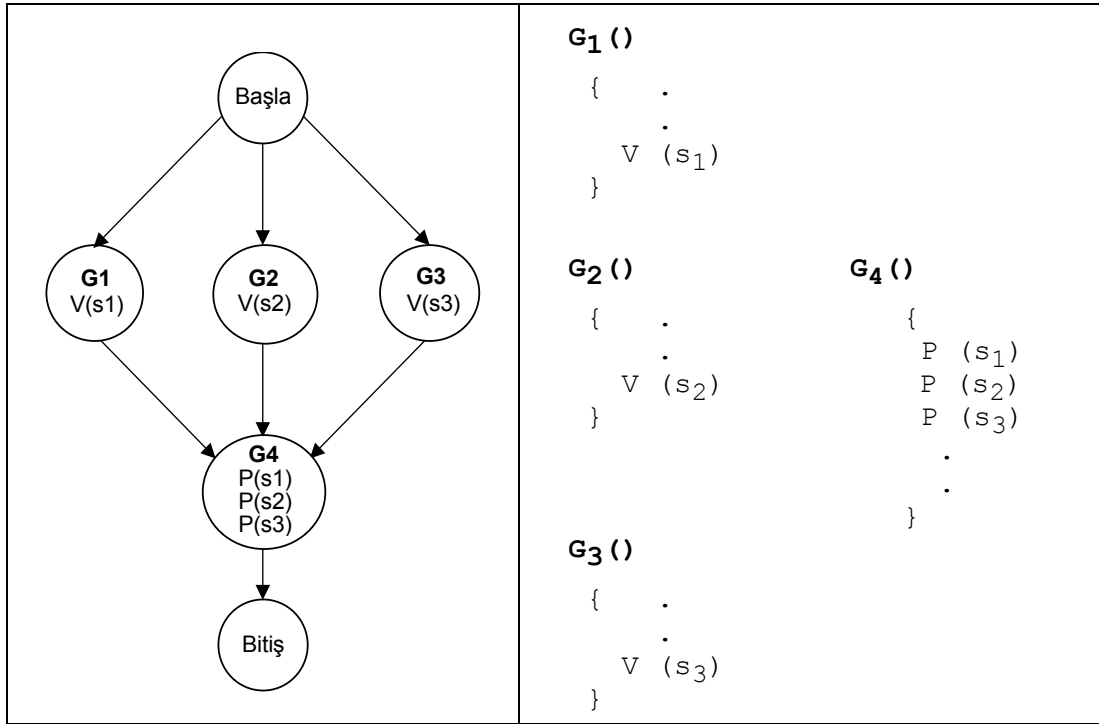 Başla
G1
V(s1)
G2
V(s2)
G3
V(s3)
G4
P(s1)
P(s2)
P(s3)
Bitiş
G1()
{ .
.
V (s1)
}
G2()
{ .
.
V (s2)
}
G4()
{
P (s1)
P (s2)
P (s3)
.
.
}
G3()
{ .
.
V (s3)
}